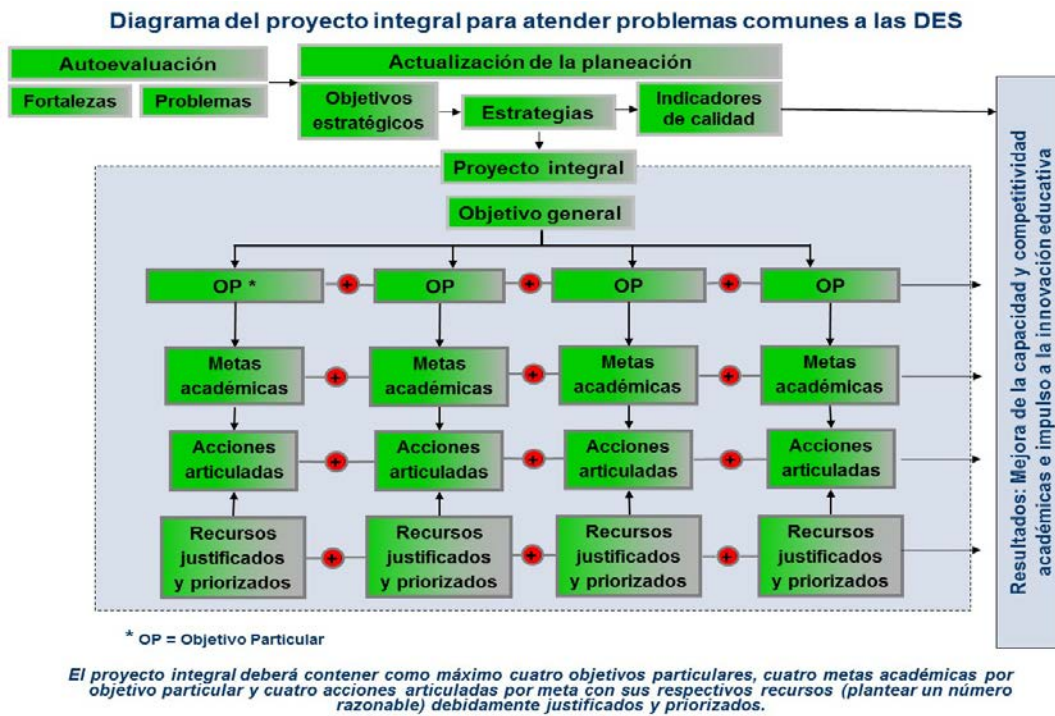 Diagrama del proyecto integral para atender problemas comunes a las DES
Autoevaluación
Fortalezas
Problemas
Actualización de la planeación
Objetivos
estratégicos
Estrategias
Indicadores
de calidad
Proyecto integral
Objetivo general
OP *
+
OP
+
OP
+
OP
Metas
académicas
+
Metas
académicas
+
Metas
académicas
+
Metas
académicas
Acciones
articuladas
+
Acciones
articuladas
+
Acciones
articuladas
+
Acciones
articuladas
Recursos
justificados
y priorizados
+
Recursos
justificados
y priorizados
+
Recursos
justificados
y priorizados
+
Recursos
justificados
y priorizados
Resultados: Mejora de la capacidad y competitividad
académicas e impulso a la innovación educativa
* OP = Objetivo Particular
El proyecto integral deberá contener como máximo cuatro objetivos particulares, cuatro metas académicas por
objetivo particular y cuatro acciones articuladas por meta con sus respectivos recursos (plantear un número
razonable) debidamente justificados y priorizados.